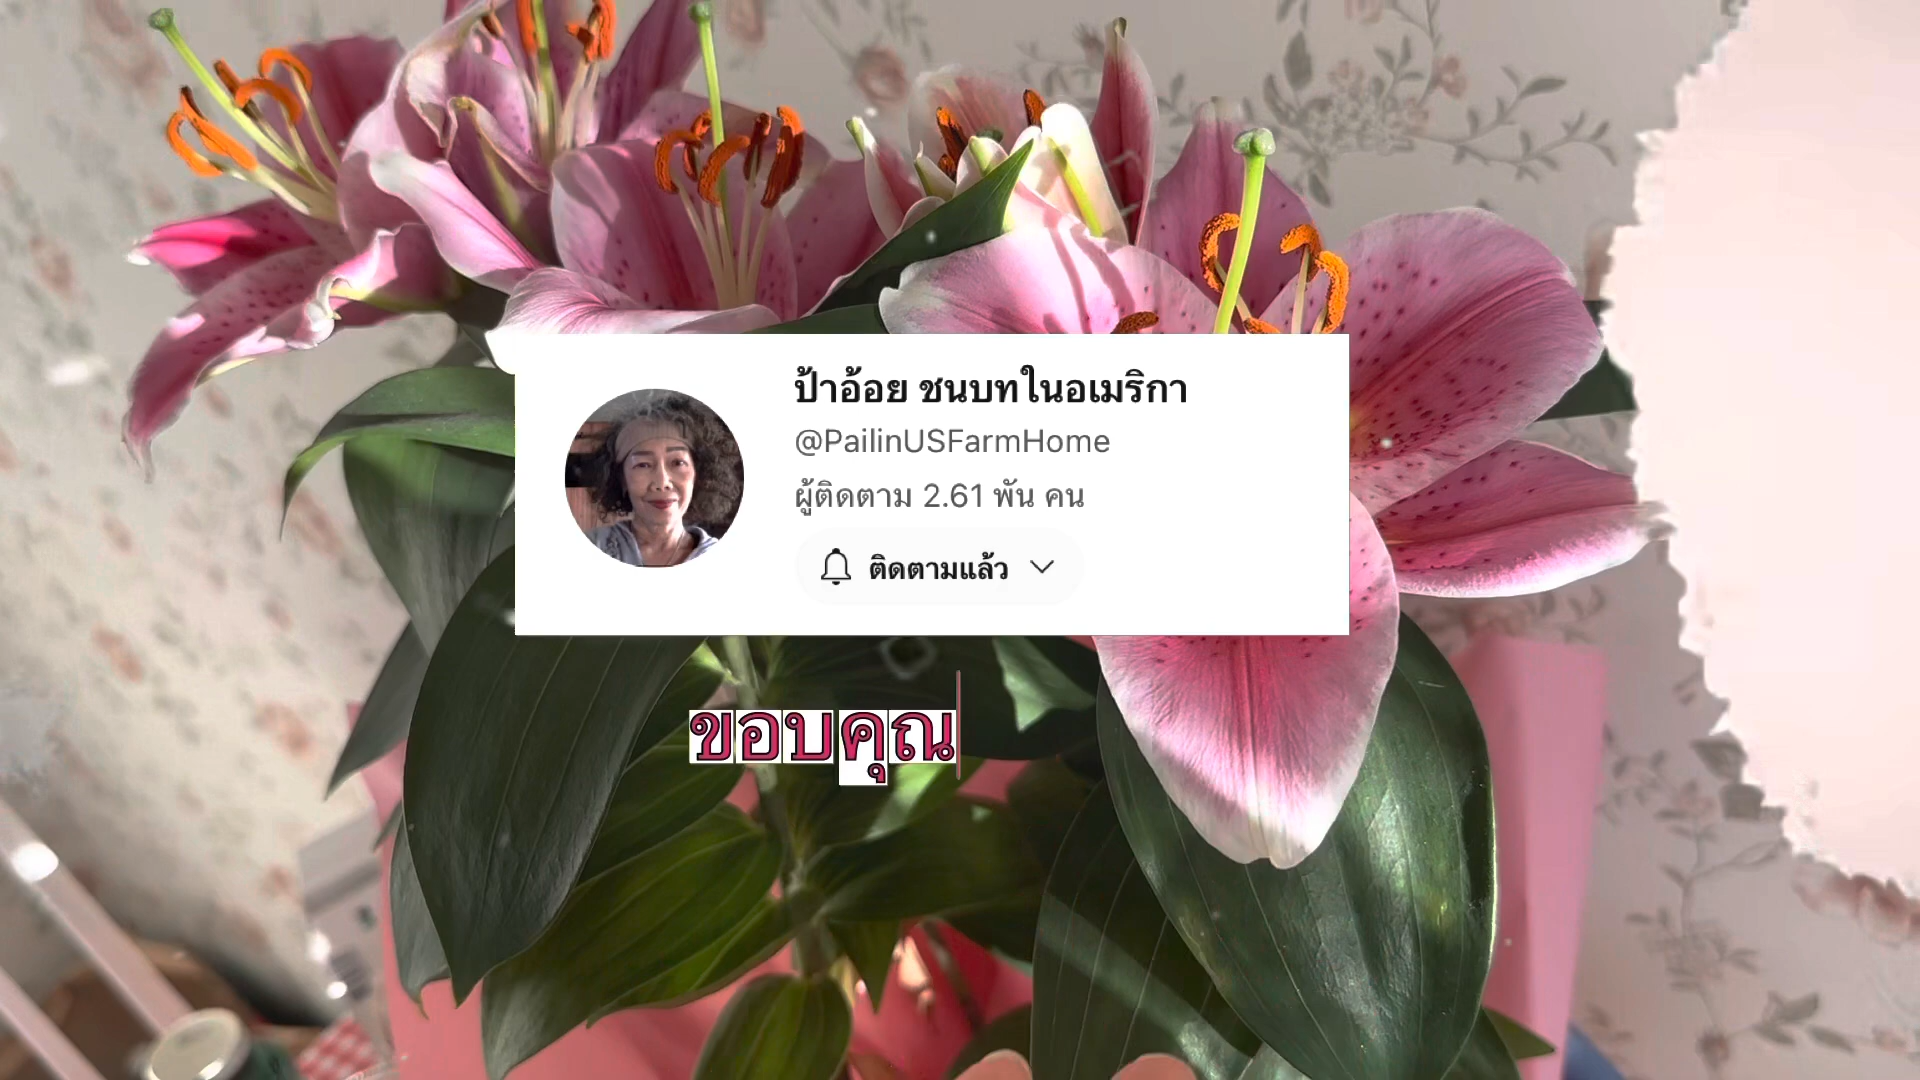 ป้าอ้อย ชนบทในอเมริกา
@PailinUSFarmHome
ผู้ติดตาม 2.61 พัน คน
ติดตามแล้ว
ขอบคุณ